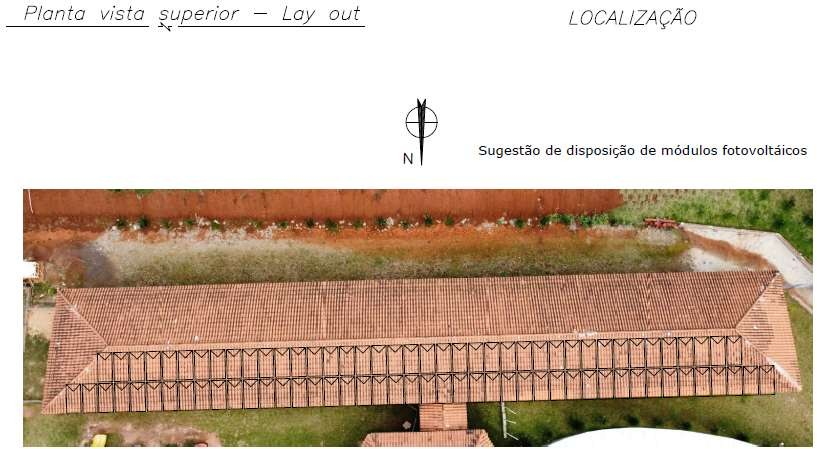 Planta vista superior – Lay out
LOCALIZAÇÃO
N
Sugestão de disposição de módulos fotovoltáicos